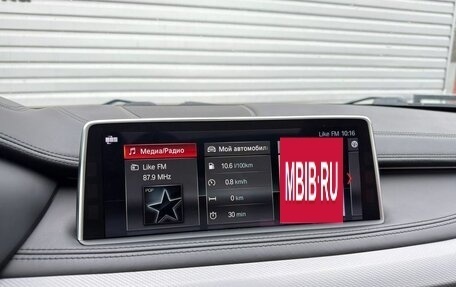 Like FM 10:16
Медиа/Радио
Like FM
87.9 MHz
POP
Мой автомобил
10.6 l/100km
0.8 km/h
0 km
30 min
MBIB.RU